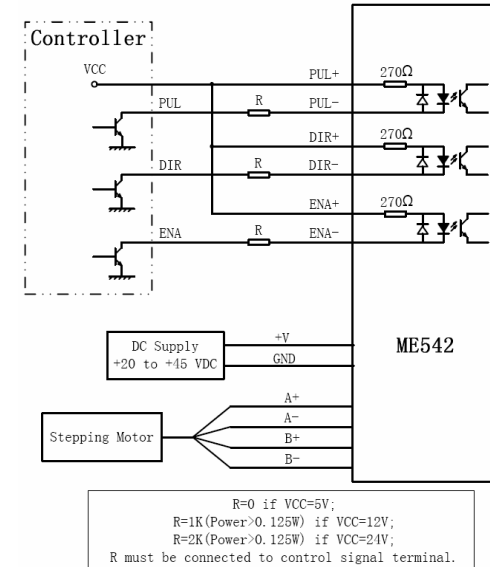 Controller
VCC
PUL+ 270Ω
PUL R PUL-
DIR+ 270Ω
DIR R DIR-
ENA+ 270Ω
ENA R ENA-
ME542
DC Supply
+20 to +45 VDC
+V
GND
Stepping Motor
A+
A-
B+
B-
R=0 if VCC=5V;
R=1K(Power>0.125W) if VCC=12V;
R=2K(Power>0.125W) if VCC=24V;
R must be connected to control signal terminal.